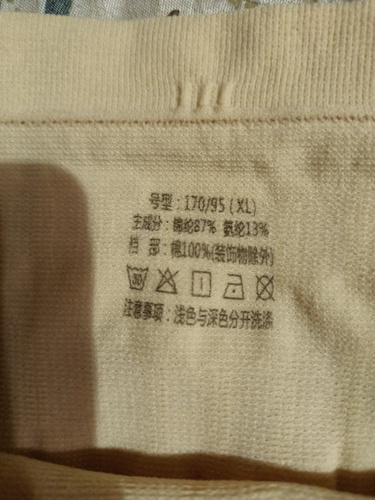 号型：170/95（XL）
主成分：锦纶87% 氨纶13%
档 部：棉100%(装饰物除外)
30
注意事项：浅色与深色分开洗涤